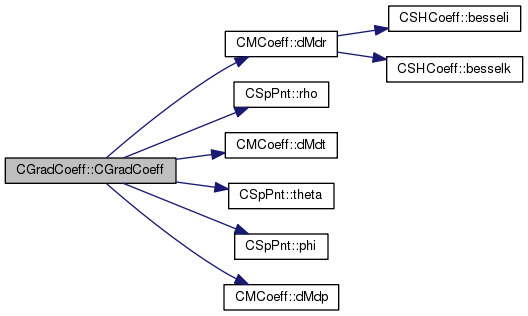 CSHCoeff::besseli
CMCoeff::dMdr
CSHCoeff::besselk
CSpPnt::rho
CMCoeff::dMdt
CGradCoeff::CGradCoeff
CSpPnt::theta
CSpPnt::phi
CMCoeff::dMdp